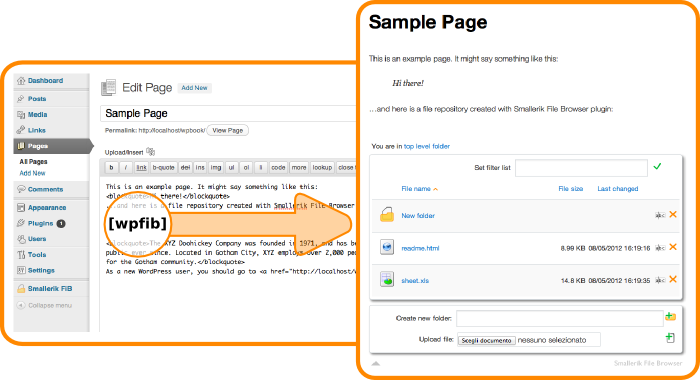 Dashboard
Posts
Media
Links
Pages
All Pages
Add New
Comments
Appearance
Plugins 1
Users
Tools
Settings
Smallerik FiB
Collapse menu
Edit Page Add New
Sample Page
Permalink: http://localhost/wpbook/ View Page
Upload/Insert
b i link b-quote del ins img ul ol li code more lookup close t
This is an example page. It might say something like this:
<blockquote>Hi there!</blockquote>
...and here is a file repository created with Smallerik File Browser
[wpfib]
<blockquote>The XYZ Doohickey Company was founded in 1971, and has be
public ever since. Located in Gotham City, XYZ employs over 2,000 peo
for the Gotham community.</blockquote>
As a new WordPress user, you should go to <a href="http://localhost/w
Sample Page
This is an example page. It might say something like this:
Hi there!
...and here is a file repository created with Smallerik File Browser plugin:
You are in top level folder
Set filter list
File name File size Last changed
New folder
readme.html 8.99 KB 08/05/2012 16:19:16
sheet.xls 14.8 KB 08/05/2012 16:19:35
Create new folder:
Upload file: Scegli documento nessuno selezionato
Smallerik File Browser